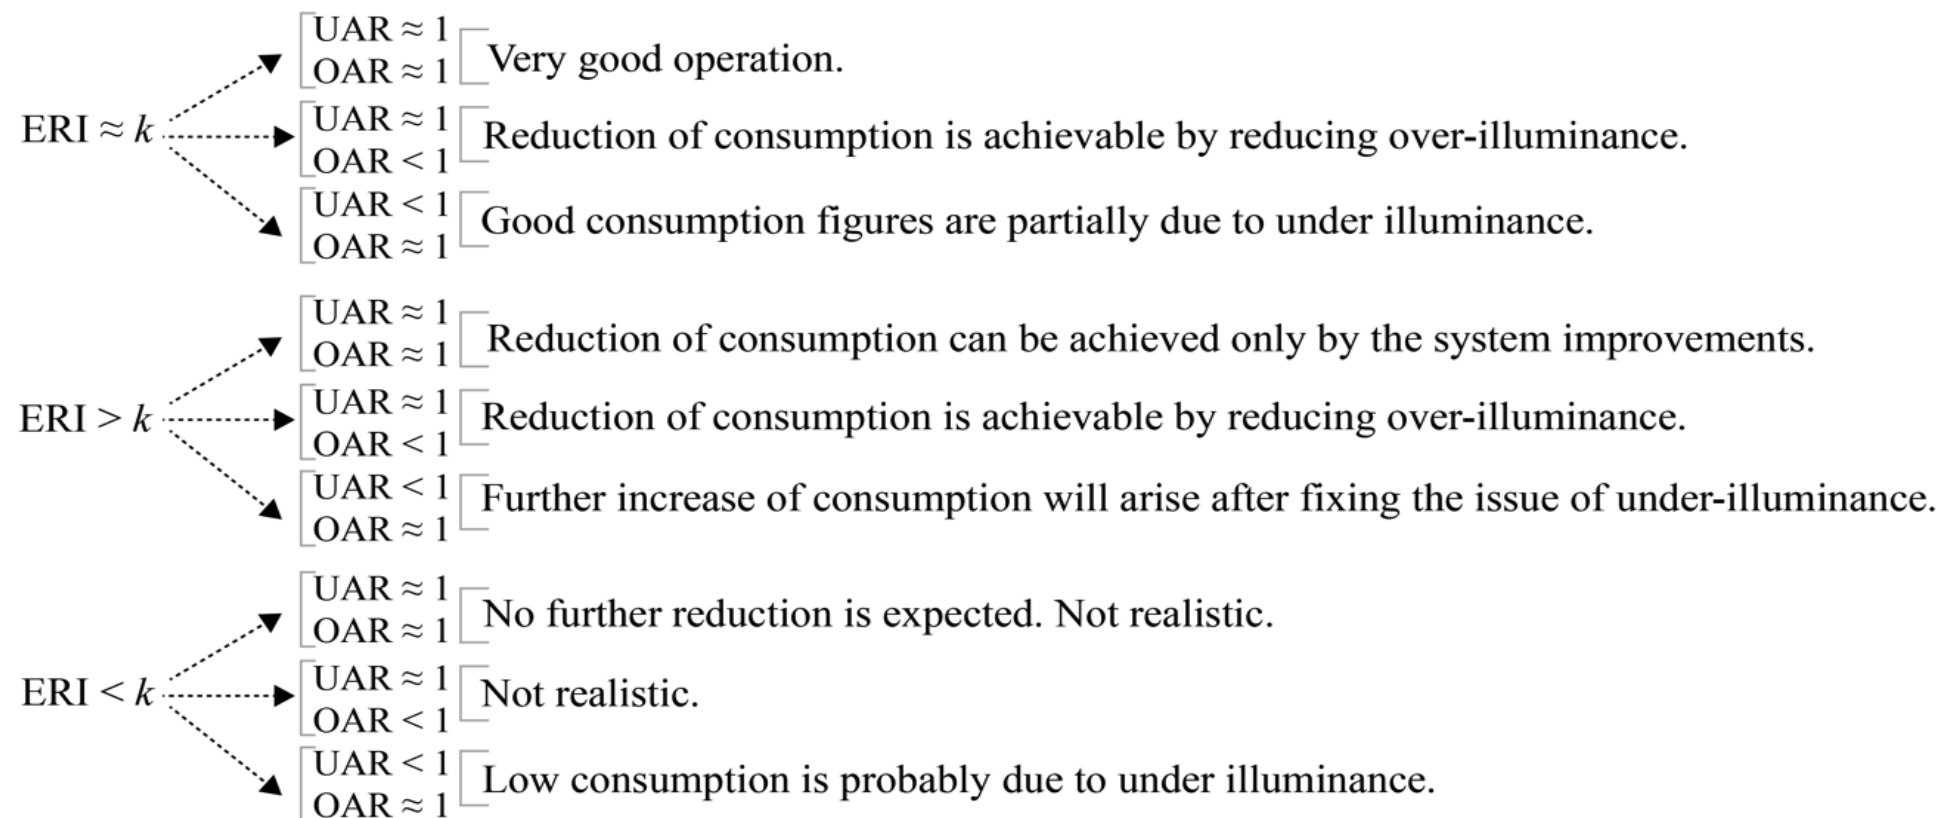 UAR ≈ 1
OAR ≈ 1
Very good operation.
ERI ≈ k
UAR ≈ 1
OAR < 1
Reduction of consumption is achievable by reducing over-illuminance.
UAR < 1
OAR ≈ 1
Good consumption figures are partially due to under illuminance.
UAR ≈ 1
OAR ≈ 1
Reduction of consumption can be achieved only by the system improvements.
ERI > k
UAR ≈ 1
OAR < 1
Reduction of consumption is achievable by reducing over-illuminance.
UAR < 1
OAR ≈ 1
Further increase of consumption will arise after fixing the issue of under-illuminance.
UAR ≈ 1
OAR ≈ 1
No further reduction is expected. Not realistic.
ERI < k
UAR ≈ 1
OAR < 1
Not realistic.
UAR < 1
OAR ≈ 1
Low consumption is probably due to under illuminance.